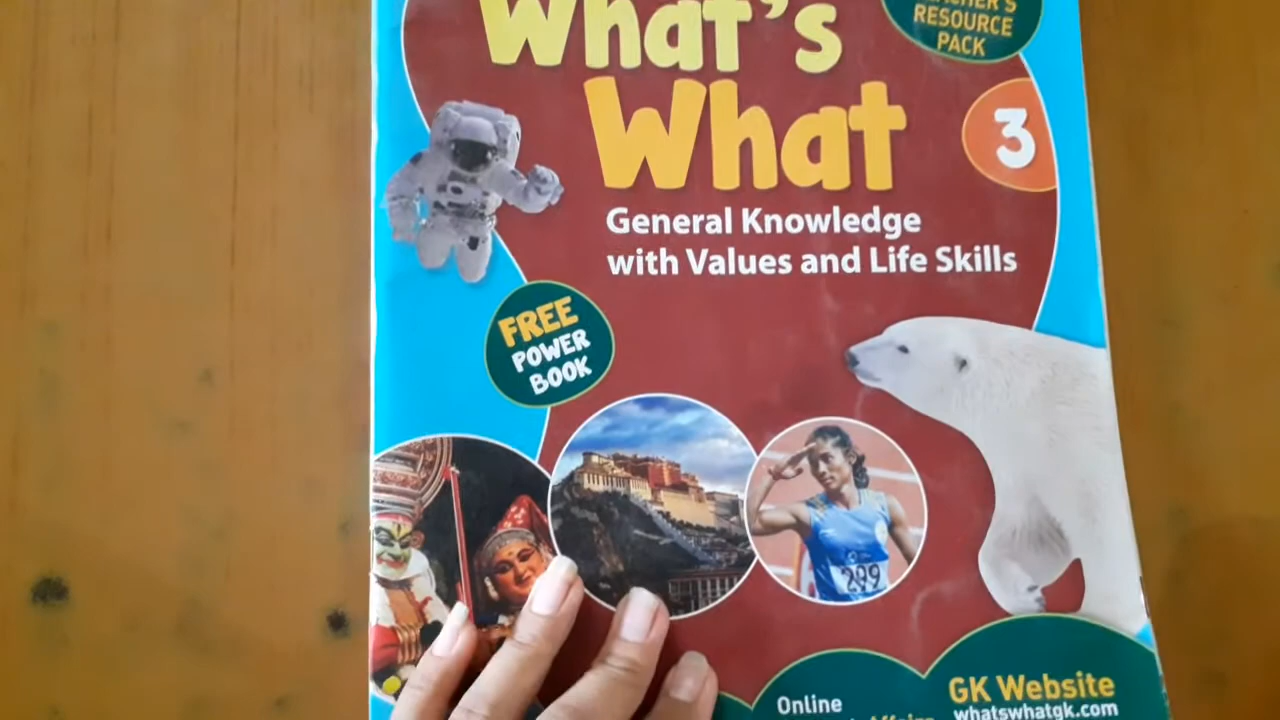 What's
What
RESOURCE
PACK
3
General Knowledge
with Values and Life Skills
FREE
POWER
BOOK
299
Online
GK Website
whatswhatgk.com